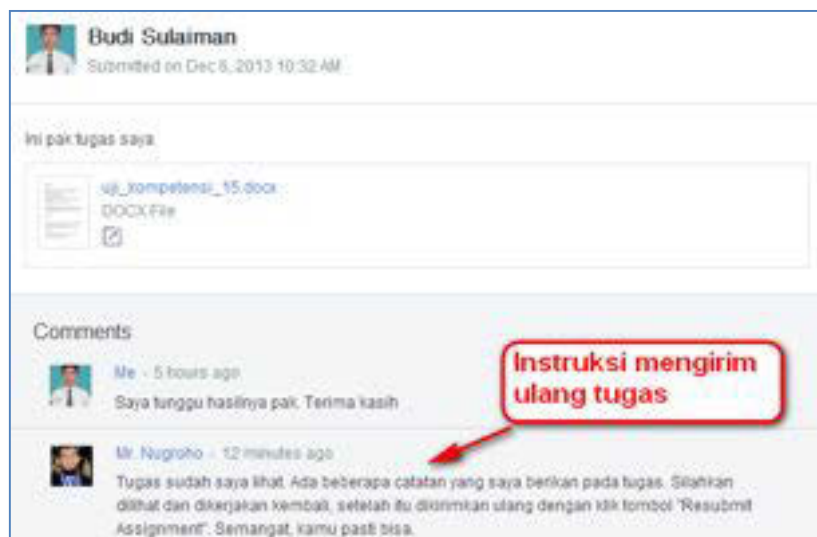 Budi Sulaiman
Submitted on Dec 6, 2013 10:32 AM
Ini pak tugas saya
uji_kompetensi_15.docx
DOCX File
Comments
Me - 5 hours ago
Saya tunggu hasilnya pak. Terima kasih
Instruksi mengirim
ulang tugas
Mr. Nugroho - 12 minutes ago
Tugas sudah saya lihat. Ada beberapa catatan yang saya berikan pada tugas. Silahkan
dilihat dan dikerjakan kembali, setelah itu dikirimkan ulang dengan klik tombol "Resubmit
Assignment". Semangat, kamu pasti bisa.